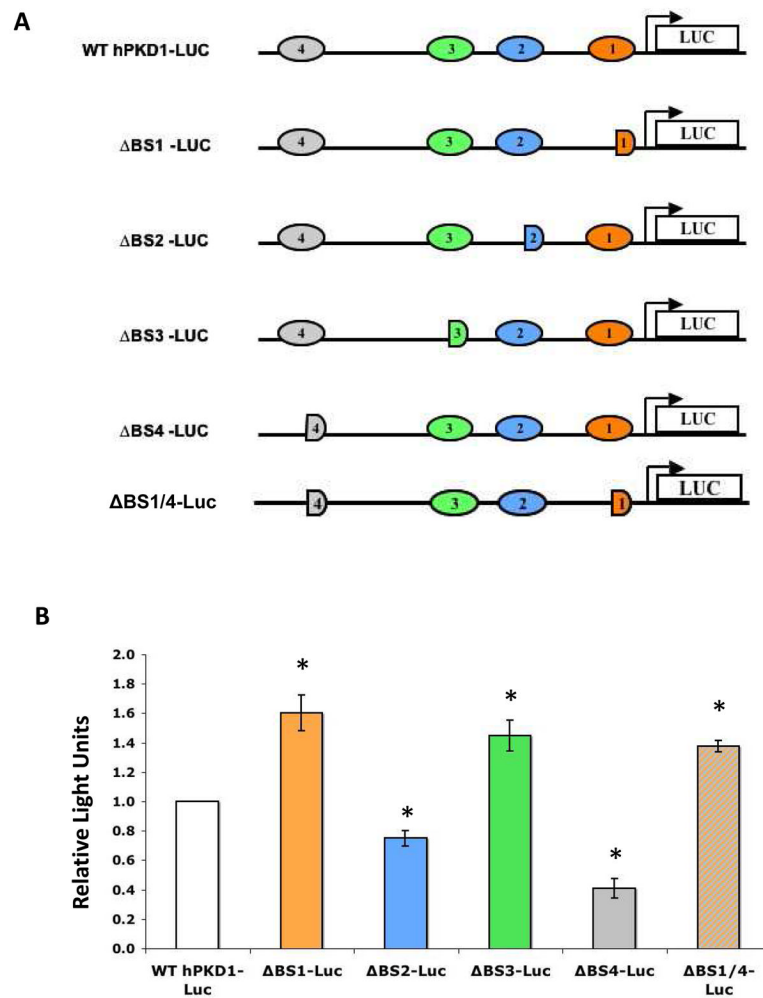 A
WT hPKD1-LUC
4 3 2 1 LUC
∆BS1 -LUC
4 3 2 1 LUC
∆BS2 -LUC
4 3 2 1 LUC
∆BS3 -LUC
4 3 2 1 LUC
∆BS4 -LUC
4 3 2 1 LUC
ΔBS1/4-Luc
4 3 2 1 LUC
B
Relative Light Units
2.0
1.8
1.6
1.4
1.2
1.0
0.8
0.6
0.4
0.2
0.0
* * * * *
WT hPKD1-
Luc
ΔBS1-Luc
ΔBS2-Luc
ΔBS3-Luc
ΔBS4-Luc
ΔBS1/4-
Luc